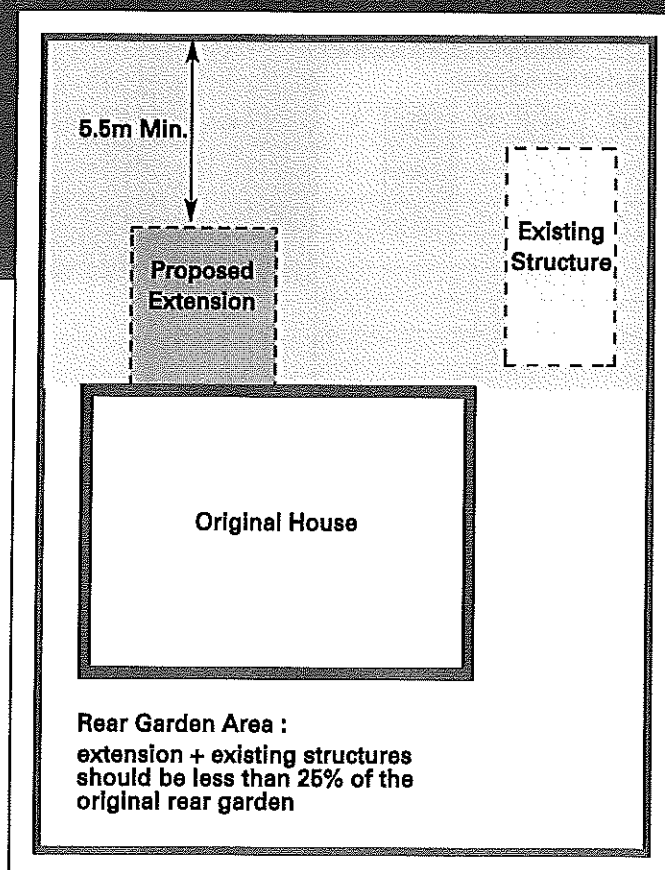 5.5m Min.
Proposed
Extension
Existing
Structure
Original House
Rear Garden Area :
extension + existing structures
should be less than 25% of the
original rear garden